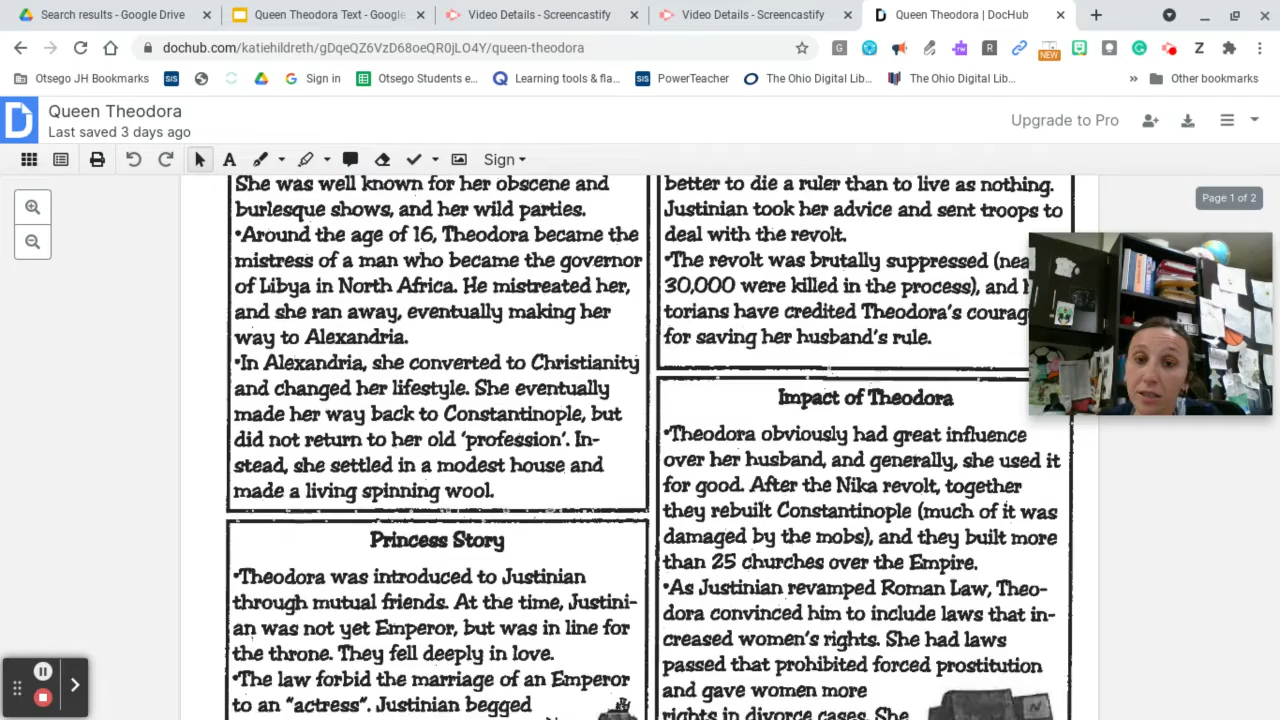 Search results - Google Drive
Queen Theodora Text - Google
Video Details - Screencastify
Video Details - Screencastify
Queen Theodora | DocHub
dochub.com/katiehildreth/gDqeQZ6VzD68oeQR0jLO4Y/queen-theodora
NEW
Otsego JH Bookmarks
SIS
Sign in
Otsego Students e...
Learning tools & fla...
SIS
PowerTeacher
The Ohio Digital Lib...
The Ohio Digital Lib...
»
Other bookmarks
Queen Theodora
Last saved 3 days ago
Upgrade to Pro
A
Sign
Page 1 of 2
She was well known for her obscene and
burlesque shows, and her wild parties.
•Around the age of 16, Theodora became the
mistress of a man who became the governor
of Libya in North Africa. He mistreated her,
and she ran away, eventually making her
way to Alexandria.
•In Alexandria, she converted to Christianity
and changed her lifestyle. She eventually
made her way back to Constantinople, but
did not return to her old 'profession'. In-
stead, she settled in a modest house and
made a living spinning wool.
Princess Story
•Theodora was introduced to Justinian
through mutual friends. At the time, Justini-
an was not yet Emperor, but was in line for
the throne. They fell deeply in love.
•The law forbid the marriage of an Emperor
to an "actress". Justinian begged
better to die a ruler than to live as nothing.
Justinian took her advice and sent troops to
deal with the revolt.
•The revolt was brutally suppressed (nea
30,000 were killed in the process), and
torians have credited Theodora's courag
for saving her husband's rule.
Impact of Theodora
•Theodora obviously had great influence
over her husband, and generally, she used it
for good. After the Nika revolt, together
they rebuilt Constantinople (much of it was
damaged by the mobs), and they built more
than 25 churches over the Empire.
•As Justinian revamped Roman Law, Theo-
dora convinced him to include laws that in-
creased women's rights. She had laws
passed that prohibited forced prostitution
and gave women more
rights in divorce cases. She